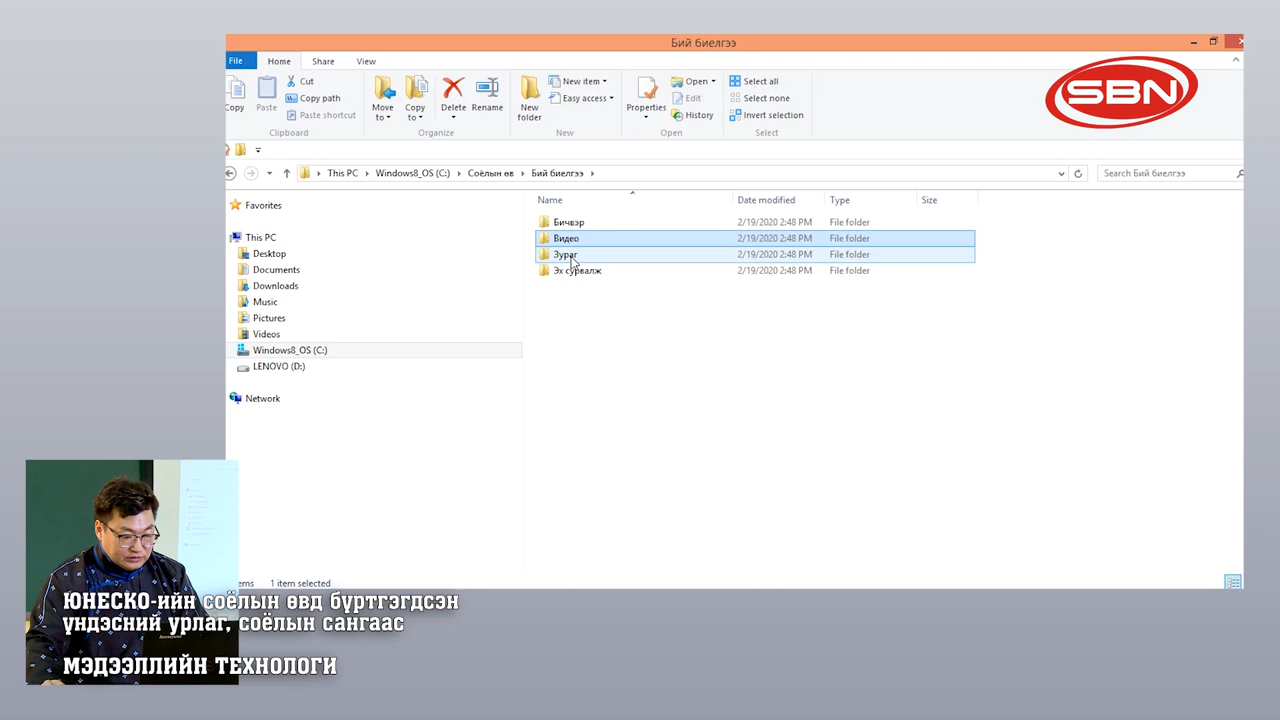 Бий биелгээ
File Home Share View
SBN
Copy Paste
Cut
Copy path
Paste shortcut
Clipboard
Move to
Copy to
Delete
Rename
Organize
New folder
New item
Easy access
New
Properties
Open
Edit
History
Open
Select all
Select none
Invert selection
Select
This PC Windows8_OS (C:) Соёлын өв Бий биелгээ
Search Бий биелгээ
Favorites
This PC
Desktop
Documents
Downloads
Music
Pictures
Videos
Windows8_OS (C:)
LENOVO (D:)
Network
Name Date modified Type Size
Бичвэр 2/19/2020 2:48 PM File folder
Видео 2/19/2020 2:48 PM File folder
Зураг 2/19/2020 2:48 PM File folder
Эх сурвалж 2/19/2020 2:48 PM File folder
ems 1 item selected
ЮНЕСКО-ийн соёлын өвд бүртгэгдсэн
үндэсний урлаг, соёлын сангаас
МЭДЭЭЛЛИЙН ТЕХНОЛОГИ